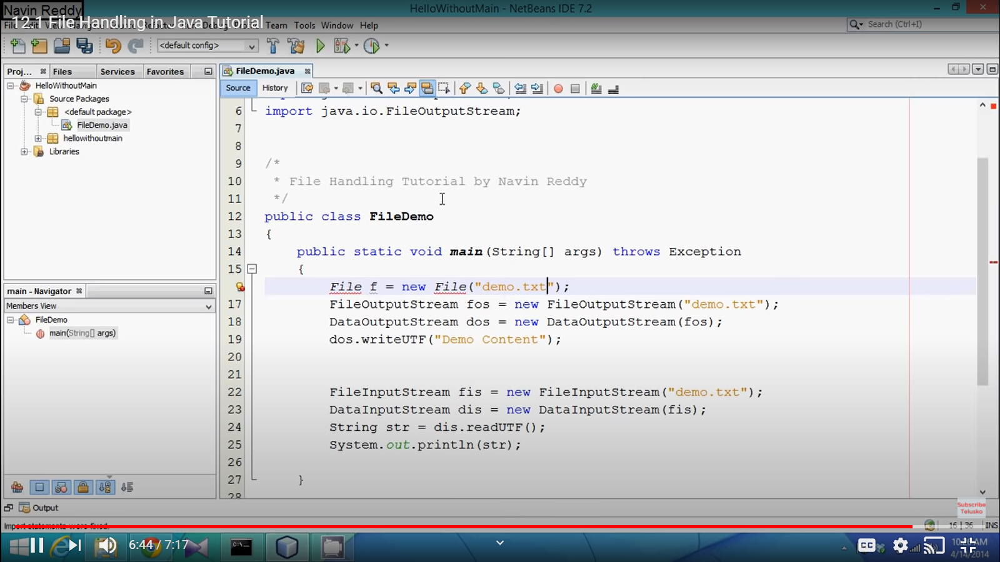 Navin Reddy
HelloWithoutMain - NetBeans IDE 7.2
12.1 File Handling in Java Tutorial
Team Tools Window Help
Search (Ctrl+I)
<default config>
Proj... Files Services Favorites
FileDemo.java
Source History
HelloWithoutMain
Source Packages
<default package>
FileDemo.java
hellowithoutmain
Libraries
6 import java.io.FileOutputStream;
7
8
9 /*
10 * File Handling Tutorial by Navin Reddy
11 */
12 public class FileDemo
13 {
14 public static void main(String[] args) throws Exception
15 {
File f = new File("demo.txt");
17 FileOutputStream fos = new FileOutputStream("demo.txt");
18 DataOutputStream dos = new DataOutputStream(fos);
19 dos.writeUTF("Demo Content");
20
21
22 FileInputStream fis = new FileInputStream("demo.txt");
23 DataInputStream dis = new DataInputStream(fis);
24 String str = dis.readUTF();
25 System.out.println(str);
26
27 }
28
main - Navigator
Members View
FileDemo
main(String[] args)
Output
Subscribe
Telusko
Import statements were fixed.
16 | 36 INS
6:44 / 7:17
CC
4/14/2014